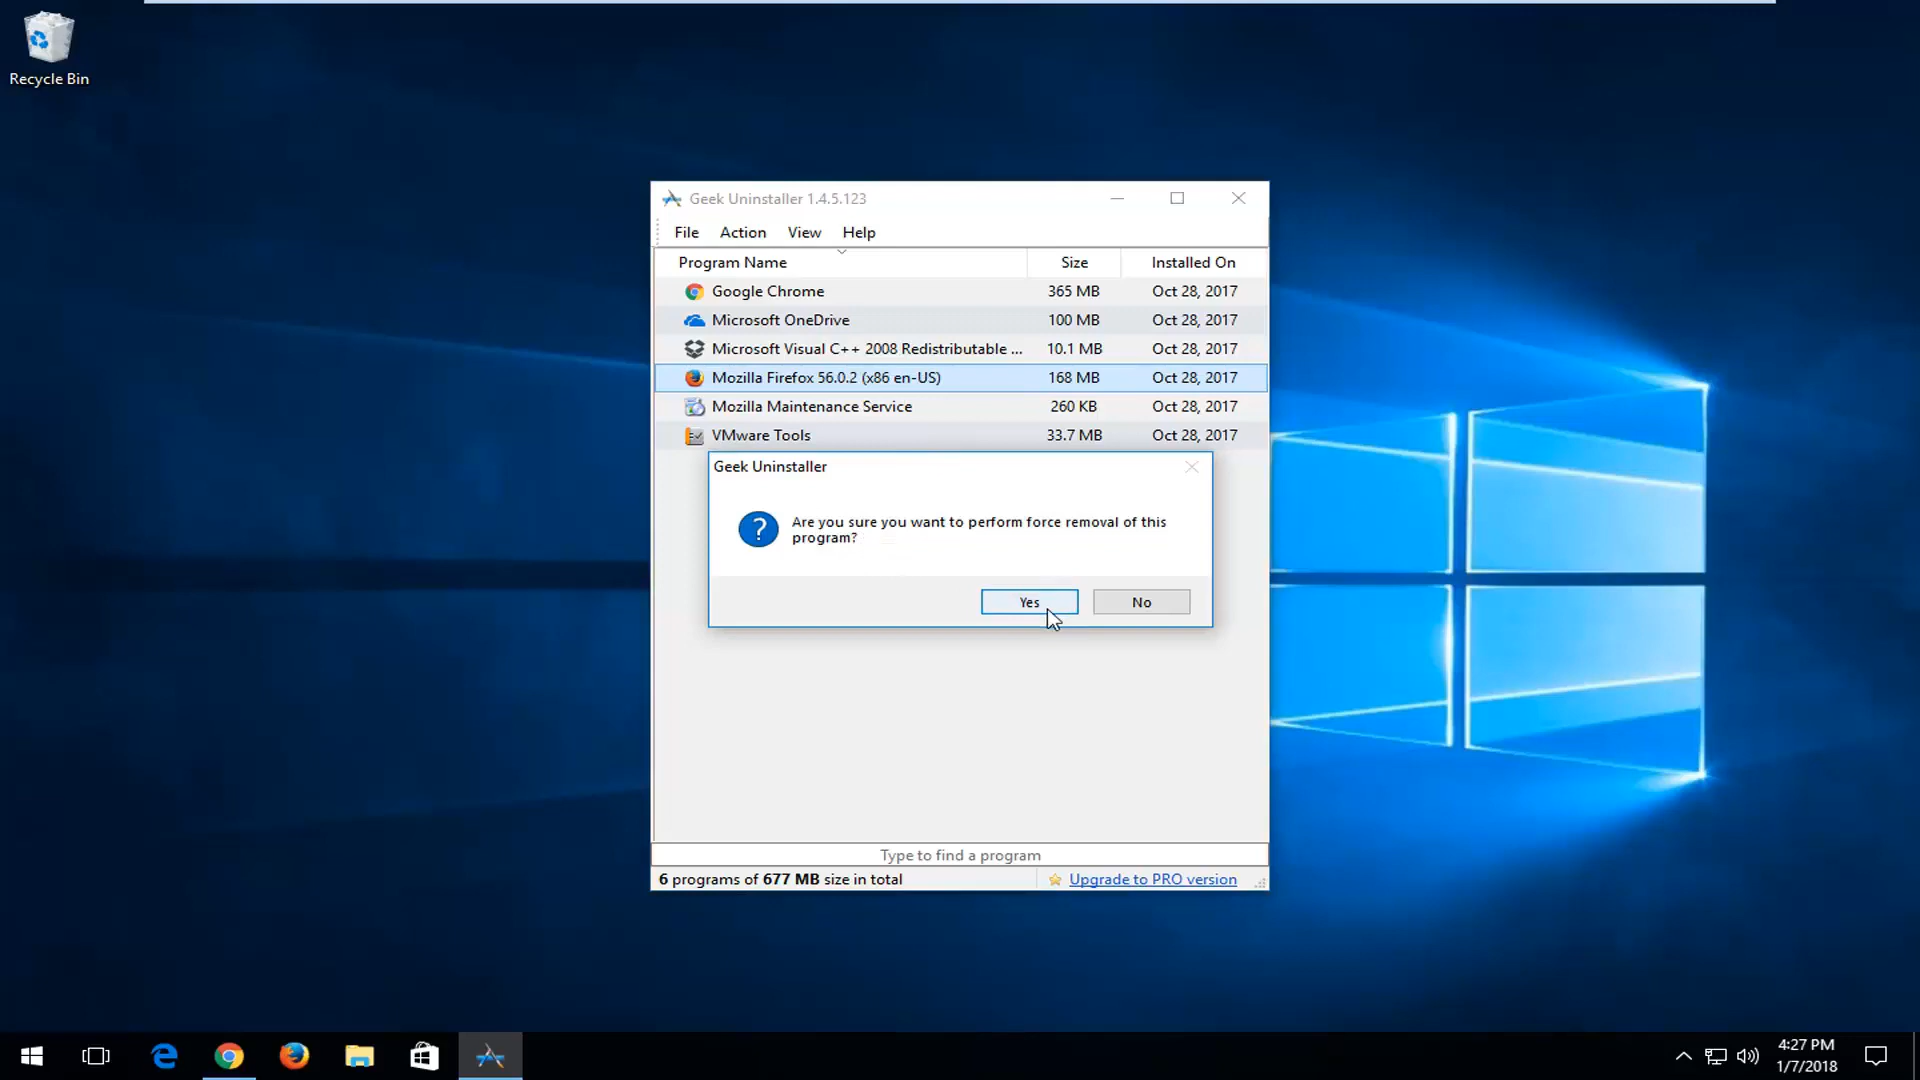 Recycle Bin
Geek Uninstaller 1.4.5.123
File Action View Help
Program Name Size Installed On
Google Chrome 365 MB Oct 28, 2017
Microsoft OneDrive 100 MB Oct 28, 2017
Microsoft Visual C++ 2008 Redistributable ... 10.1 MB Oct 28, 2017
Mozilla Firefox 56.0.2 (x86 en-US) 168 MB Oct 28, 2017
Mozilla Maintenance Service 260 KB Oct 28, 2017
VMware Tools 33.7 MB Oct 28, 2017
Geek Uninstaller
Are you sure you want to perform force removal of this
program?
Yes No
Type to find a program
6 programs of 677 MB size in total Upgrade to PRO version
4:27 PM
1/7/2018